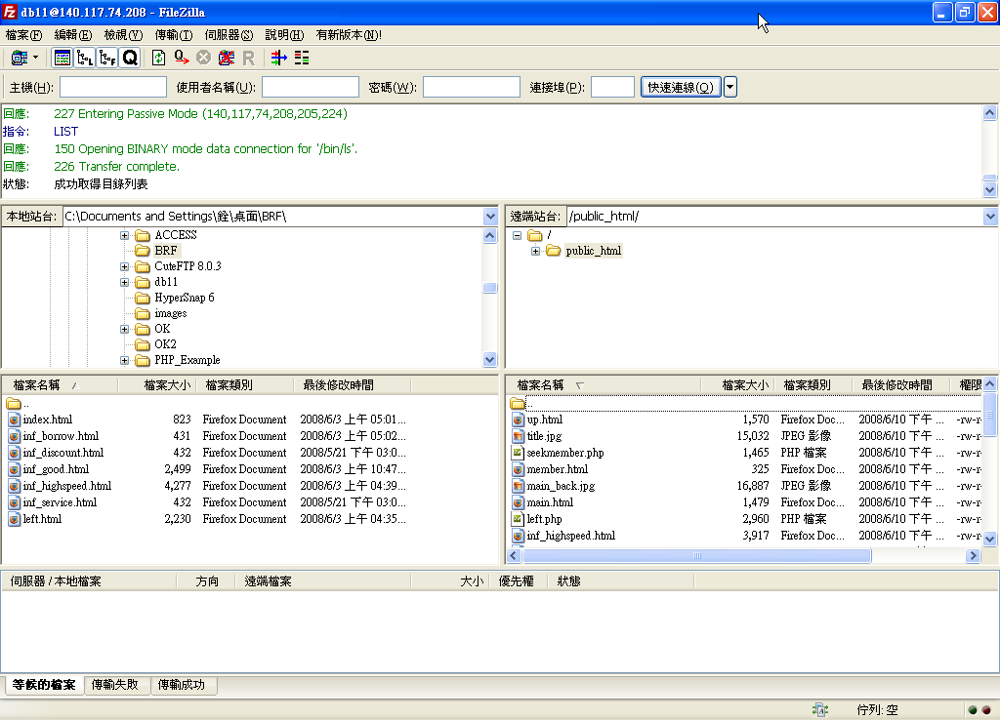 db11@140.117.74.208 - FileZilla
檔案(F) 編輯(E) 檢視(V) 傳輸(T) 伺服器(S) 說明(H) 有新版本(N)!
主機(H): 使用者名稱(U): 密碼(W): 連接埠(P): 快速連線(Q)
回應: 227 Entering Passive Mode (140,117,74,208,205,224)
指令: LIST
回應: 150 Opening BINARY mode data connection for '/bin/ls'.
回應: 226 Transfer complete.
狀態: 成功取得目錄列表
本地站台: C:\Documents and Settings\銓\桌面\BRF\
ACCESS
BRF
CuteFTP 8.0.3
db11
HyperSnap 6
images
OK
OK2
PHP_Example
遠端站台: /public_html/
/
public_html
檔案名稱 檔案大小 檔案類別 最後修改時間
..
index.html 823 Firefox Document 2008/6/3 上午 05:01...
inf_borrow.html 431 Firefox Document 2008/6/3 上午 05:02...
inf_discount.html 432 Firefox Document 2008/5/21 下午 03:0...
inf_good.html 2,499 Firefox Document 2008/6/3 上午 10:47...
inf_highspeed.html 4,277 Firefox Document 2008/6/3 上午 04:39...
inf_service.html 432 Firefox Document 2008/5/21 下午 03:0...
left.html 2,230 Firefox Document 2008/6/3 上午 04:35...
檔案名稱 檔案大小 檔案類別 最後修改時間 權限
..
up.html 1,570 Firefox Doc... 2008/6/10 下午 ... -rw-r-
title.jpg 15,032 JPEG 影像 2008/6/10 下午 ... -rw-r-
seekmember.php 1,465 PHP 檔案 2008/6/10 下午 ... -rw-r-
member.html 325 Firefox Doc... 2008/6/10 下午 ... -rw-r-
main_back.jpg 16,887 JPEG 影像 2008/6/10 下午 ... -rw-r-
main.html 1,479 Firefox Doc... 2008/6/10 下午 ... -rw-r-
left.php 2,960 PHP 檔案 2008/6/10 下午 ... -rw-r-
inf_highspeed.html 3,917 Firefox Doc... 2008/6/10 下午 ... -rw-r-
伺服器 / 本地檔案 方向 遠端檔案 大小 優先權 狀態
等候的檔案 傳輸失敗 傳輸成功
佇列: 空